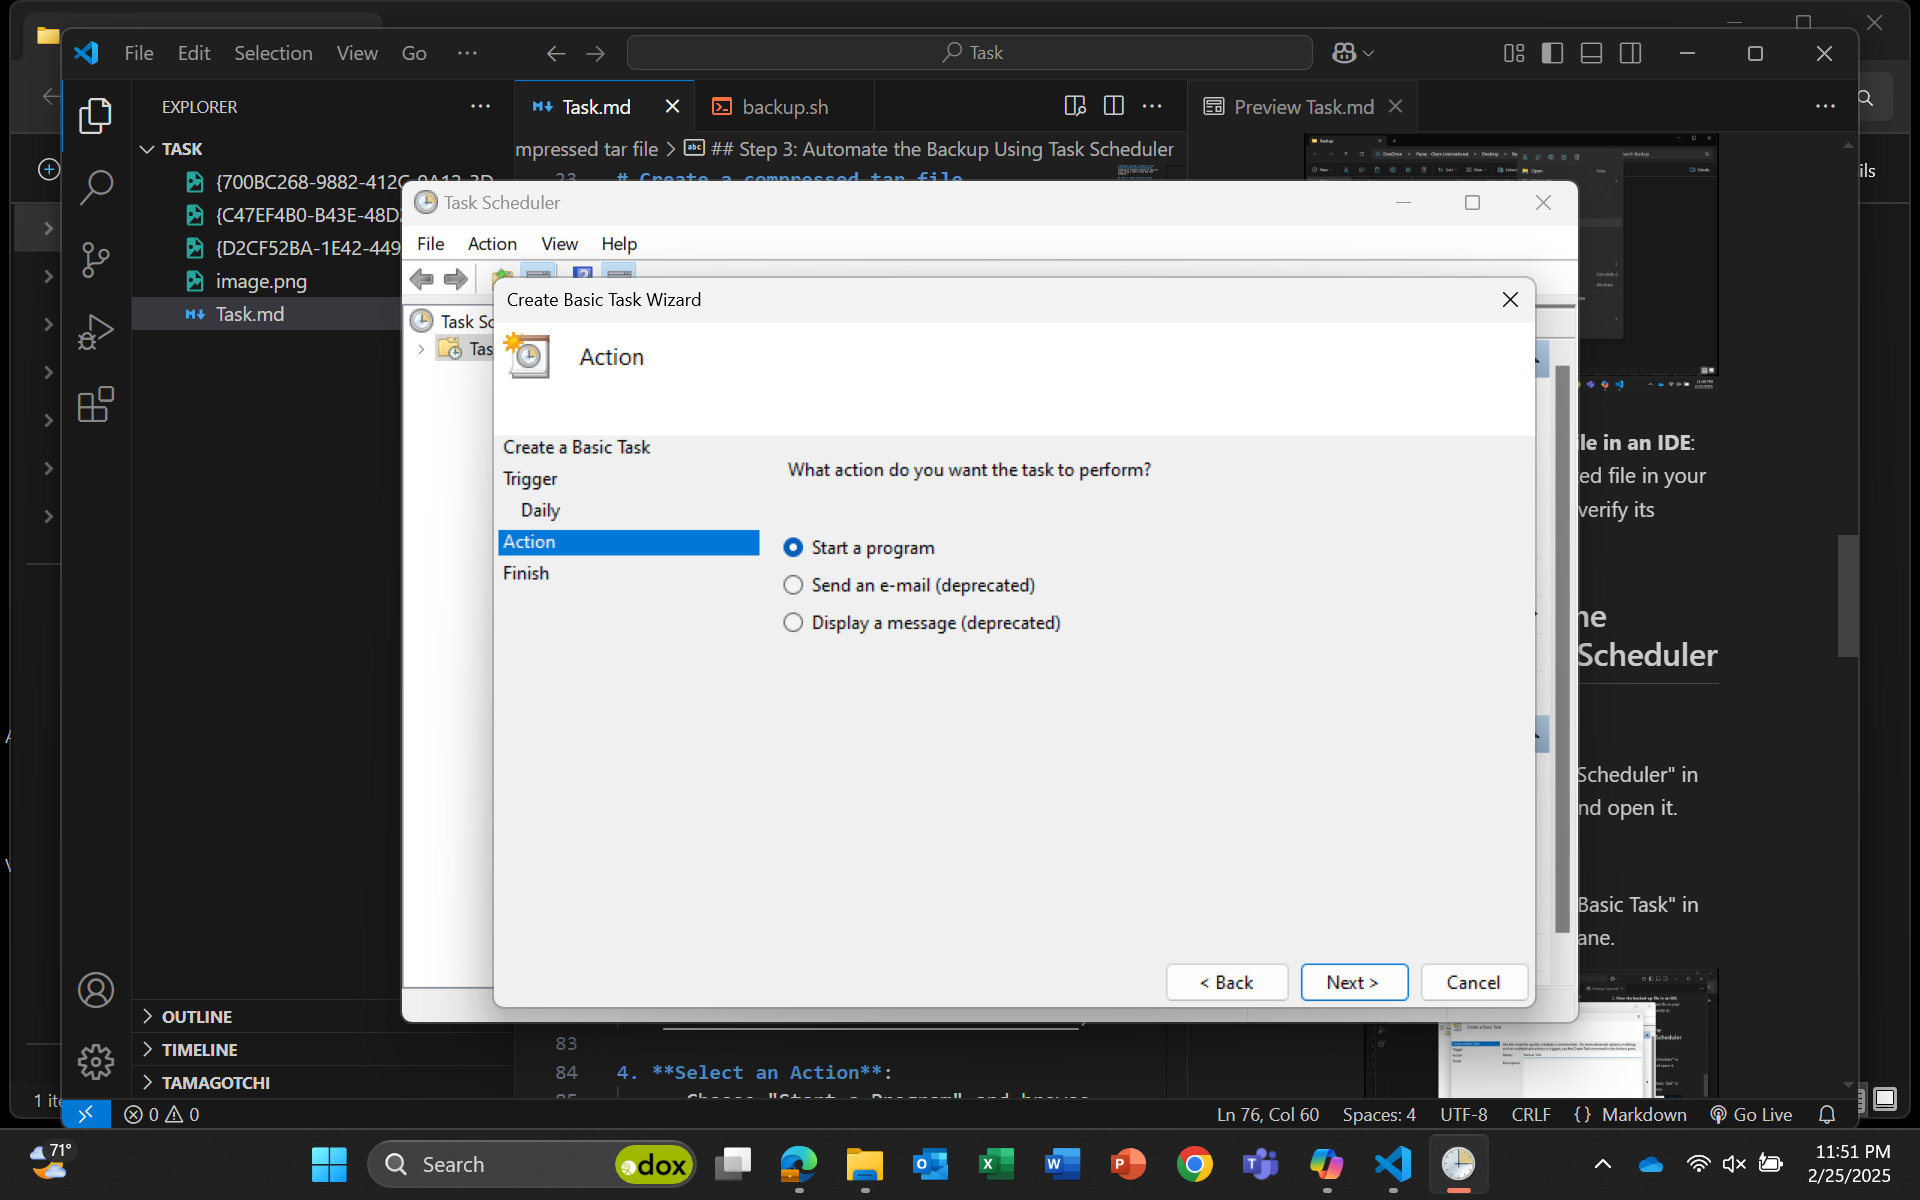 File Edit Selection View Go ···
Task
EXPLORER
Task.md
backup.sh
Preview Task.md
TASK
mpressed tar file > ## Step 3: Automate the Backup Using Task Scheduler
{700BC268-9882-412C-9A12-3D
23 # Create a compressed tar file
{C47EF4B0-B43E-48D
{D2CF52BA-1E42-449
image.png
Task.md
Task Scheduler
File Action View Help
Task Sc
Tas
Create Basic Task Wizard
Action
Create a Basic Task
Trigger
Daily
Action
Finish
What action do you want the task to perform?
Start a program
Send an e-mail (deprecated)
Display a message (deprecated)
< Back
Next >
Cancel
ils
ile in an IDE:
ed file in your
verify its
ne
Scheduler
Scheduler" in
nd open it.
Basic Task" in
ane.
OUTLINE
TIMELINE
TAMAGOTCHI
83
84 4. **Select an Action**:
85 Choose "Start a Program" and browse
1 ite
0 0
Ln 76, Col 60
Spaces: 4
UTF-8
CRLF
{ } Markdown
Go Live
71°
Search
odox
11:51 PM
2/25/2025